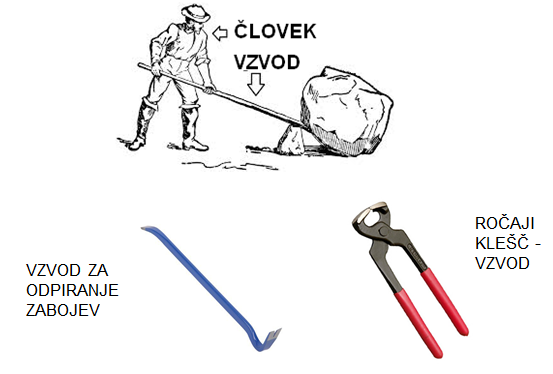 ČLOVEK
VZVOD
VZVOD ZA
ODPIRANJE
ZABOJEV
ROČAJI
KLEŠČ -
VZVOD